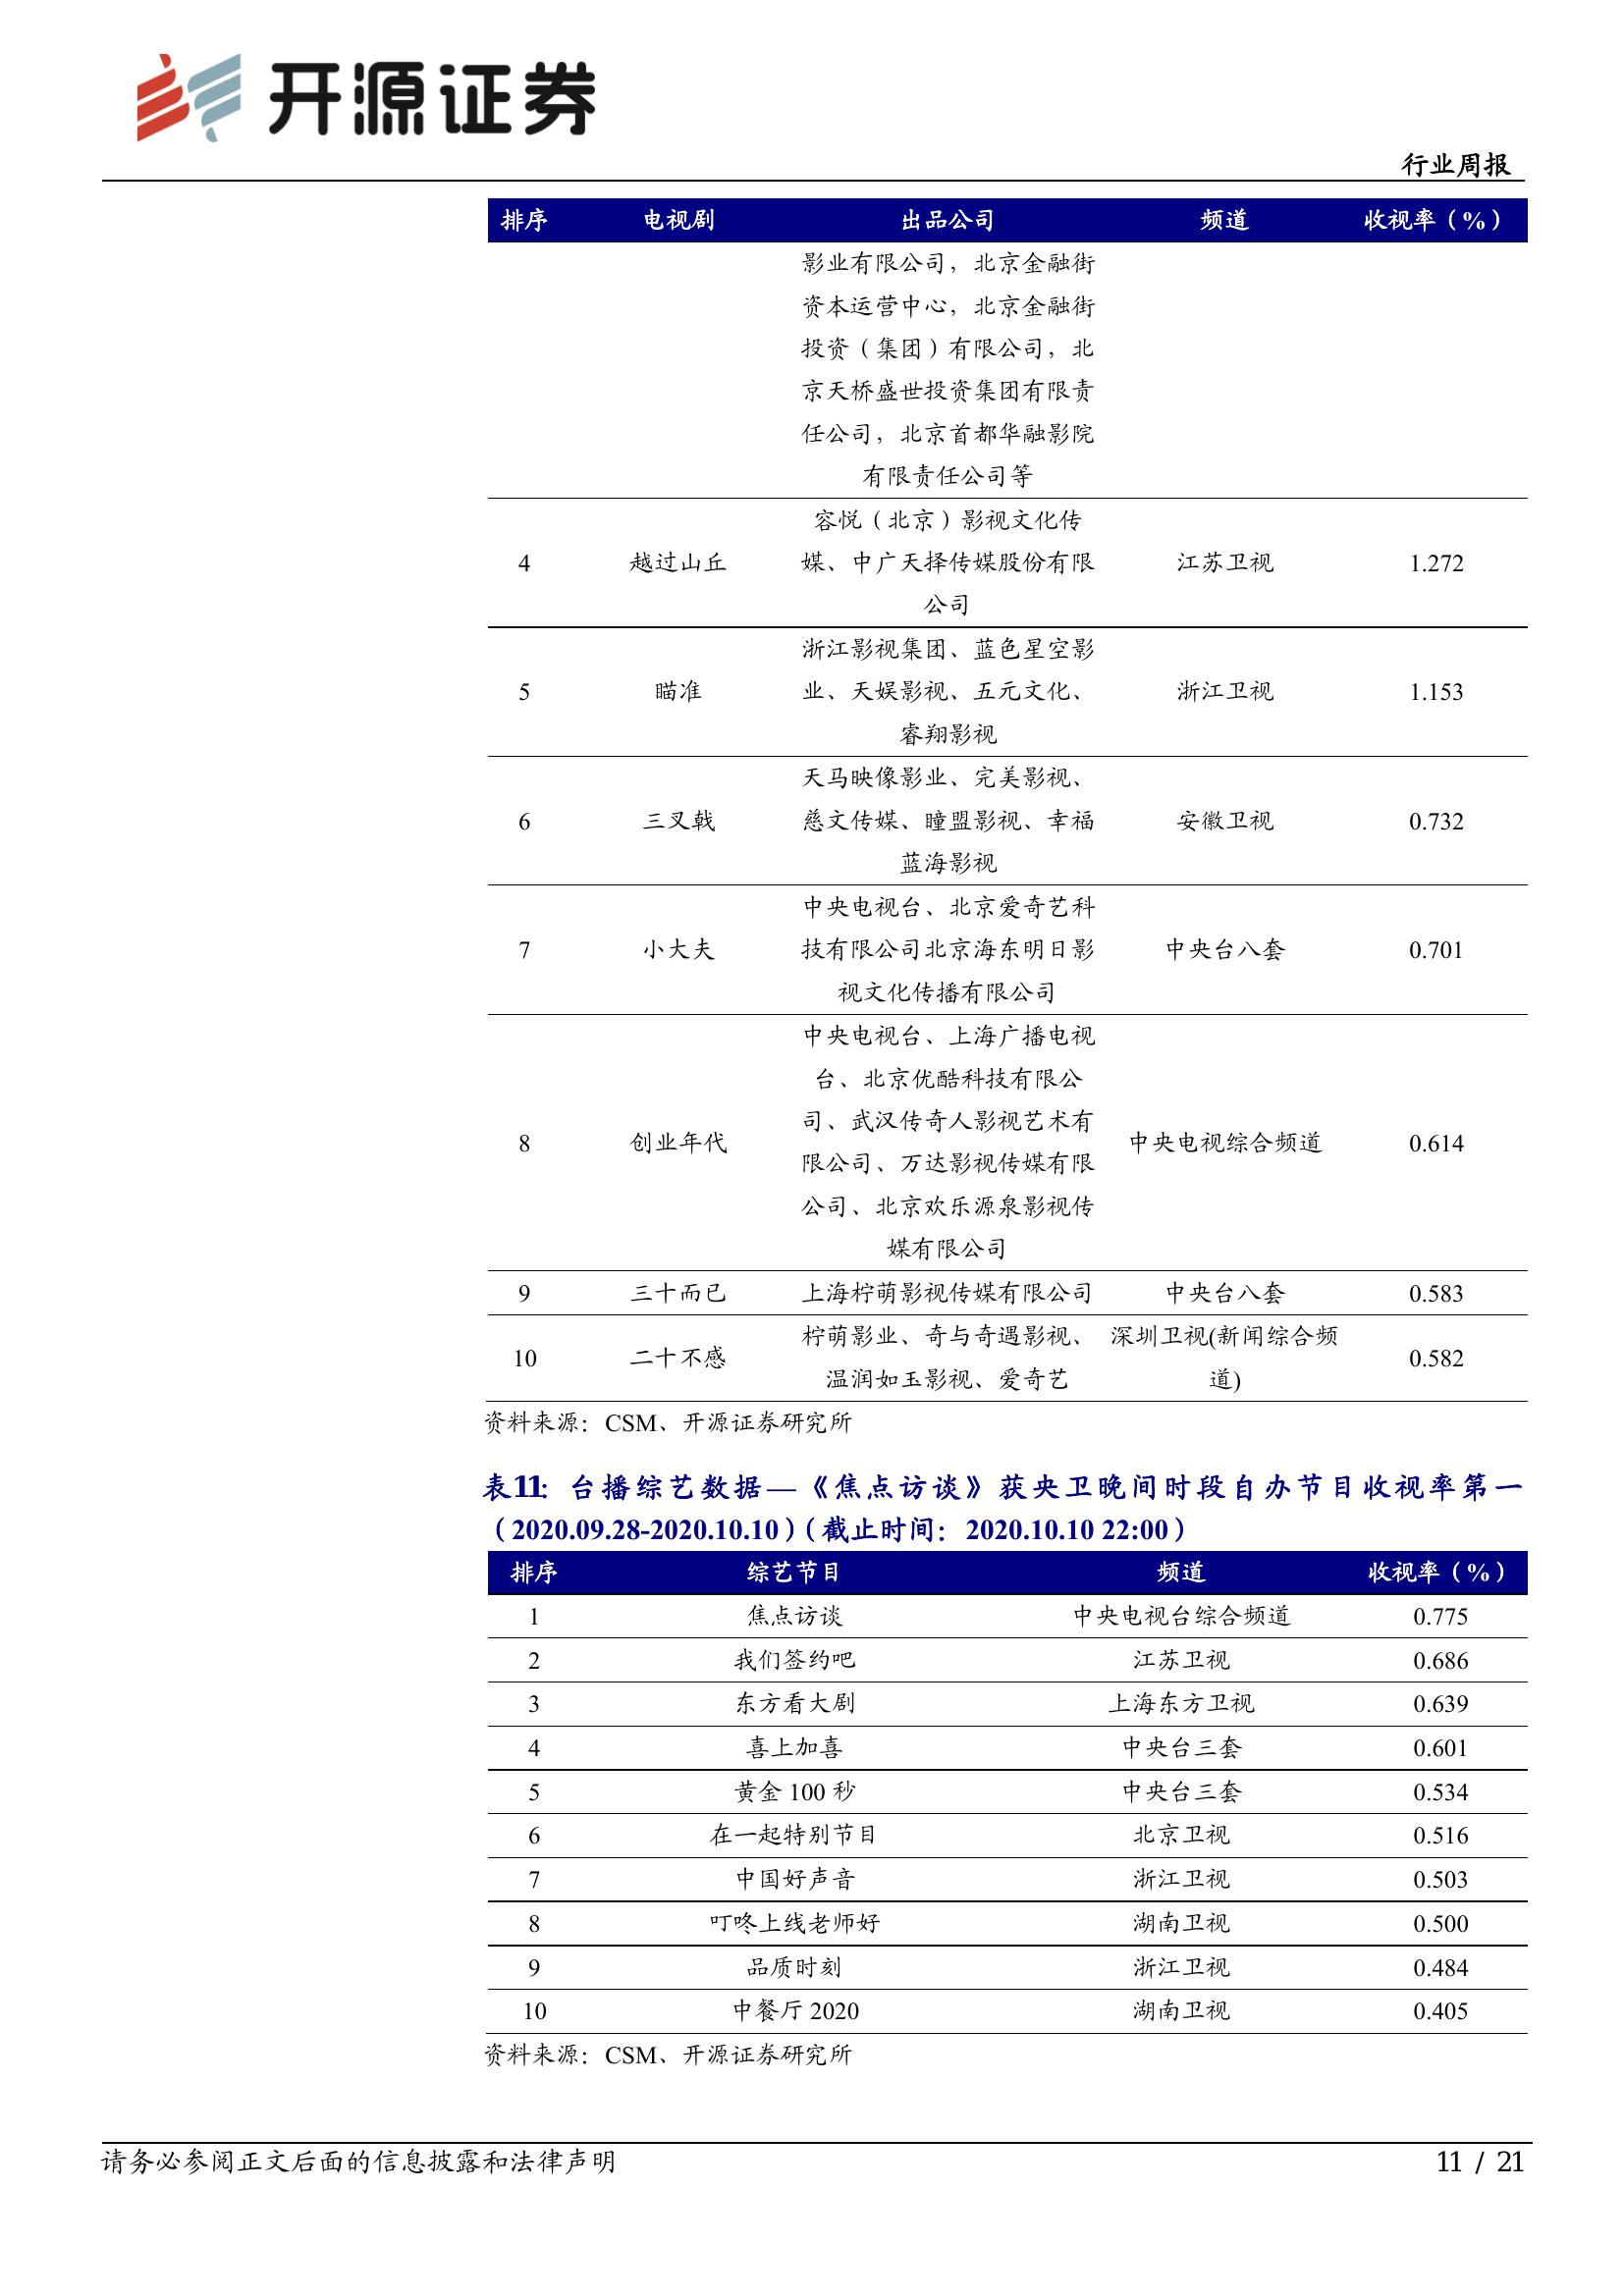 开源证券
行业周报
排序 电视剧 出品公司 频道 收视率（%）
影业有限公司，北京金融街
资本运营中心，北京金融街
投资（集团）有限公司，北
京天桥盛世投资集团有限责
任公司，北京首都华融影院
有限责任公司等
容悦（北京）影视文化传
4 越过山丘 媒、中广天择传媒股份有限 江苏卫视 1.272
公司
浙江影视集团、蓝色星空影
5 瞄准 业、天娱影视、五元文化、 浙江卫视 1.153
睿翔影视
天马映像影业、完美影视、
6 三叉戟 慈文传媒、瞳盟影视、幸福 安徽卫视 0.732
蓝海影视
中央电视台、北京爱奇艺科
7 小大夫 技有限公司北京海东明日影 中央台八套 0.701
视文化传播有限公司
中央电视台、上海广播电视
台、北京优酷科技有限公
司、武汉传奇人影视艺术有
8 创业年代 中央电视综合频道 0.614
限公司、万达影视传媒有限
公司、北京欢乐源泉影视传
媒有限公司
9 三十而已 上海柠萌影视传媒有限公司 中央台八套 0.583
柠萌影业、奇与奇遇影视、 深圳卫视(新闻综合频
10 二十不惑 0.582
温润如玉影视、爱奇艺 道)
资料来源：CSM、开源证券研究所
表11：台播综艺数据—《焦点访谈》获央卫晚间时段自办节目收视率第一
（2020.09.28-2020.10.10）（截止时间：2020.10.10 22:00）
排序 综艺节目 频道 收视率（%）
1 焦点访谈 中央电视台综合频道 0.775
2 我们签约吧 江苏卫视 0.686
3 东方看大剧 上海东方卫视 0.639
4 喜上加喜 中央台三套 0.601
5 黄金 100 秒 中央台三套 0.534
6 在一起特别节目 北京卫视 0.516
7 中国好声音 浙江卫视 0.503
8 叮咚上线老师好 湖南卫视 0.500
9 品质时刻 浙江卫视 0.484
10 中餐厅 2020 湖南卫视 0.405
资料来源：CSM、开源证券研究所
请务必参阅正文后面的信息披露和法律声明
11 / 21